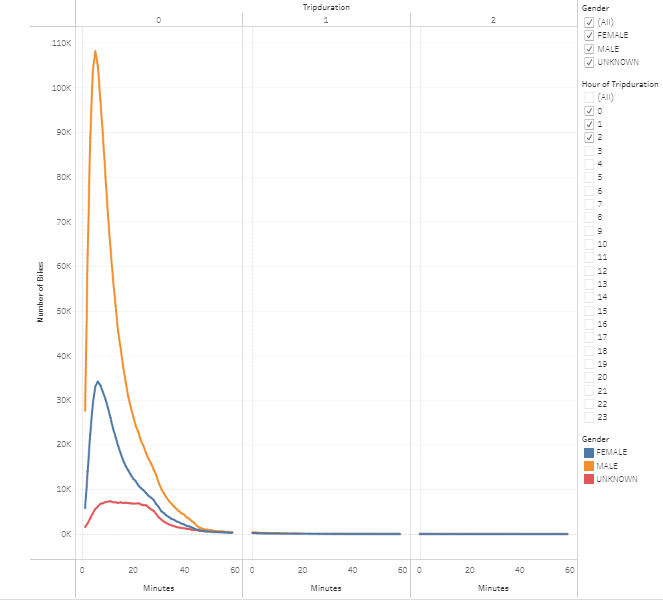 Tripduration
0 1 2
110K
100K
90K
80K
70K
60K
50K
40K
30K
20K
10K
0K
Number of Bikes
0 20 40 60 0 20 40 60 0 20 40 60
Minutes Minutes Minutes
Gender
(All)
FEMALE
MALE
UNKNOWN
Hour of Tripduration
(All)
0
1
2
3
4
5
6
7
8
9
10
11
12
13
14
15
16
17
18
19
20
21
22
23
Gender
FEMALE
MALE
UNKNOWN